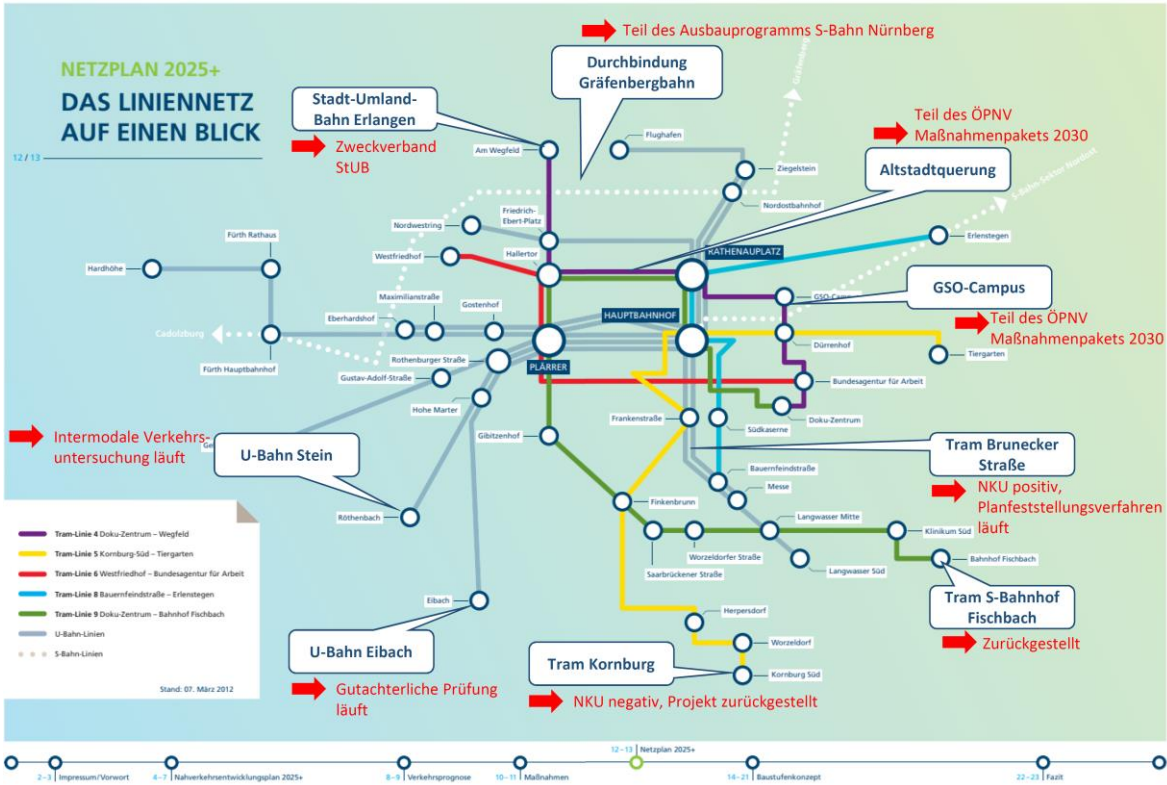 Teil des Ausbauprogramms S-Bahn Nürnberg
NETZPLAN 2025+
DAS LINIENNETZ
AUF EINEN BLICK
12 / 13
Durchbindung
Gräfenbergbahn
Gräfenberg
Stadt-Umland-
Bahn Erlangen
Zweckverband
StUB
Am Wegfeld
Flughafen
Teil des ÖPNV
Maßnahmenpakets 2030
Altstadtquerung
S-Bahn-Sektor Nordost
Ziegelstein
Nordostbahnhof
Friedrich-
Ebert-Platz
Nordwestring
Fürth Rathaus
Hallertor
RATHENAUPLATZ
Erlenstegen
Westfriedhof
Hardhöhe
GSO-Campus
GSO-Campus
Teil des ÖPNV
Maßnahmenpakets 2030
Maximilianstraße
Gostenhof
Eberhardshof
HAUPTBAHNHOF
Cadolzburg
Dürrenhof
Tiergarten
Fürth Hauptbahnhof
Rothenburger Straße
PLÄRRER
Gustav-Adolf-Straße
Bundesagentur für Arbeit
Hohe Marter
Frankenstraße
Südkaserne
Doku-Zentrum
Gibitzenhof
Intermodale Verkehrs-
untersuchung läuft
U-Bahn Stein
Tram Brunecker
Straße
NKU positiv,
Planfeststellungsverfahren
läuft
Bauernfeindstraße
Messe
Finkenbrunn
Langwasser Mitte
Klinikum Süd
Röthenbach
Worzeldorfer Straße
Saarbrückener Straße
Langwasser Süd
Bahnhof Fischbach
Tram S-Bahnhof
Fischbach
Zurückgestellt
Tram-Linie 4 Doku-Zentrum – Wegfeld
Tram-Linie 5 Kornburg-Süd – Tiergarten
Tram-Linie 6 Westfriedhof – Bundesagentur für Arbeit
Tram-Linie 8 Bauernfeindstraße – Erlenstegen
Tram-Linie 9 Doku-Zentrum – Bahnhof Fischbach
U-Bahn-Linien
S-Bahn-Linien
Stand: 07. März 2012
Eibach
U-Bahn Eibach
Gutachterliche Prüfung
läuft
Herpersdorf
Worzeldorf
Kornburg Süd
Tram Kornburg
NKU negativ, Projekt zurückgestellt
12–13 Netzplan 2025+
2–3 Impressum/Vorwort
4–7 Nahverkehrsentwicklungsplan 2025+
8–9 Verkehrsprognose
10–11 Maßnahmen
14–21 Baustufenkonzept
22–23 Fazit